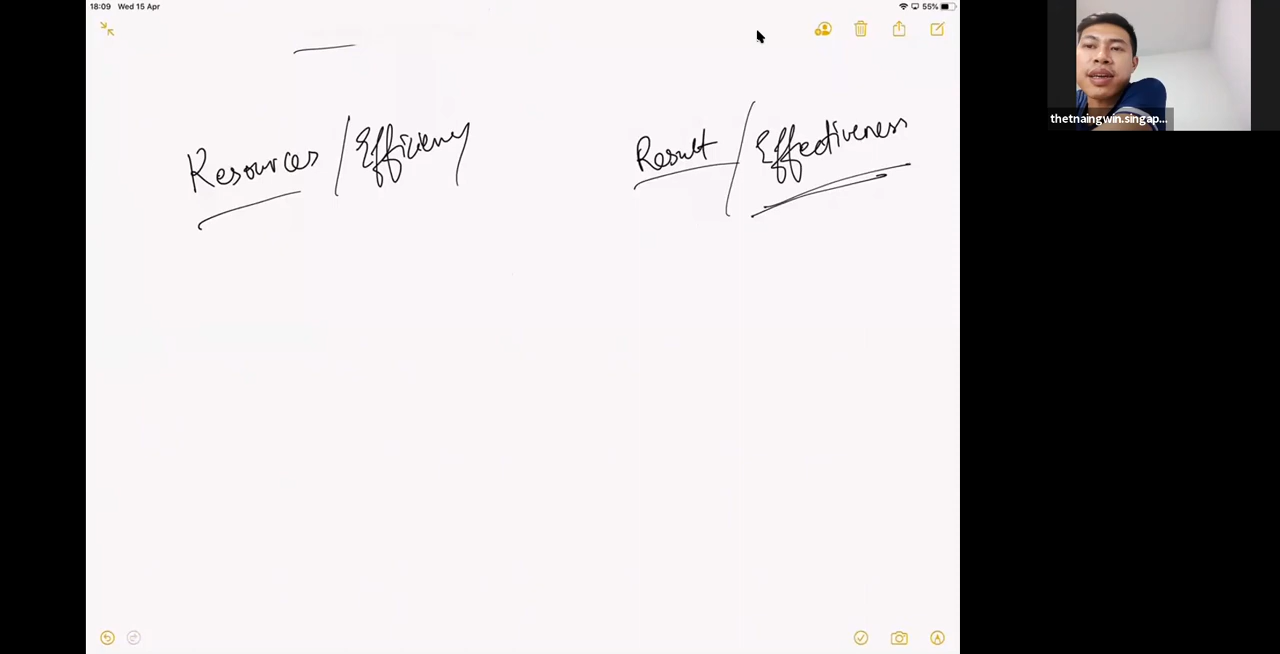 18:09 Wed 15 Apr 55%
Resources / Efficiency Result / Effectiveness
thetnaingwin.singap...